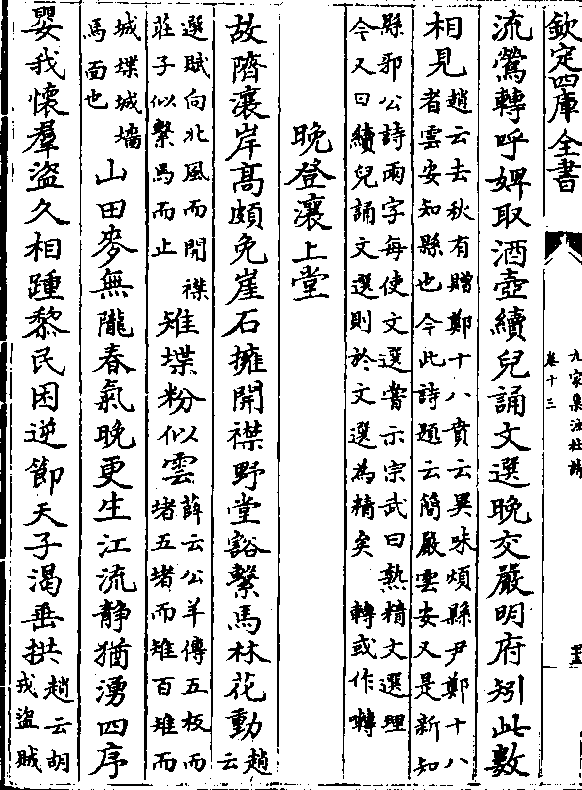 欽定四庫全書
九家集注杜詩
卷十三
流鶯轉呼婢取酒壺續兒誦文選晚交嚴明府矧此數
相見趙云去秋有贈鄭十八賁云異味煩縣尹鄭十八
者雲安知縣也今此詩題云簡嚴雲安又是新知
縣邪公詩兩字每使文選嘗示宗武曰熟精文選理
今又曰續兒誦文選則於文選為精矣 轉或作囀
晚登瀼上堂
故隮瀼岸高頗免崖石擁開襟野堂豁繫馬林花動趙云
選賦向北風而開襟
莊子似繫馬而止
雉堞粉似雲薛云公羊傳五板而
堵五堵而雉百雉而
城堞城墻
馬面也
山田麥無隴春氣晚更生江流靜猶湧四序
嬰我懷羣盜久相踵黎民困逆節天子渴垂拱趙云胡
戎盜賊